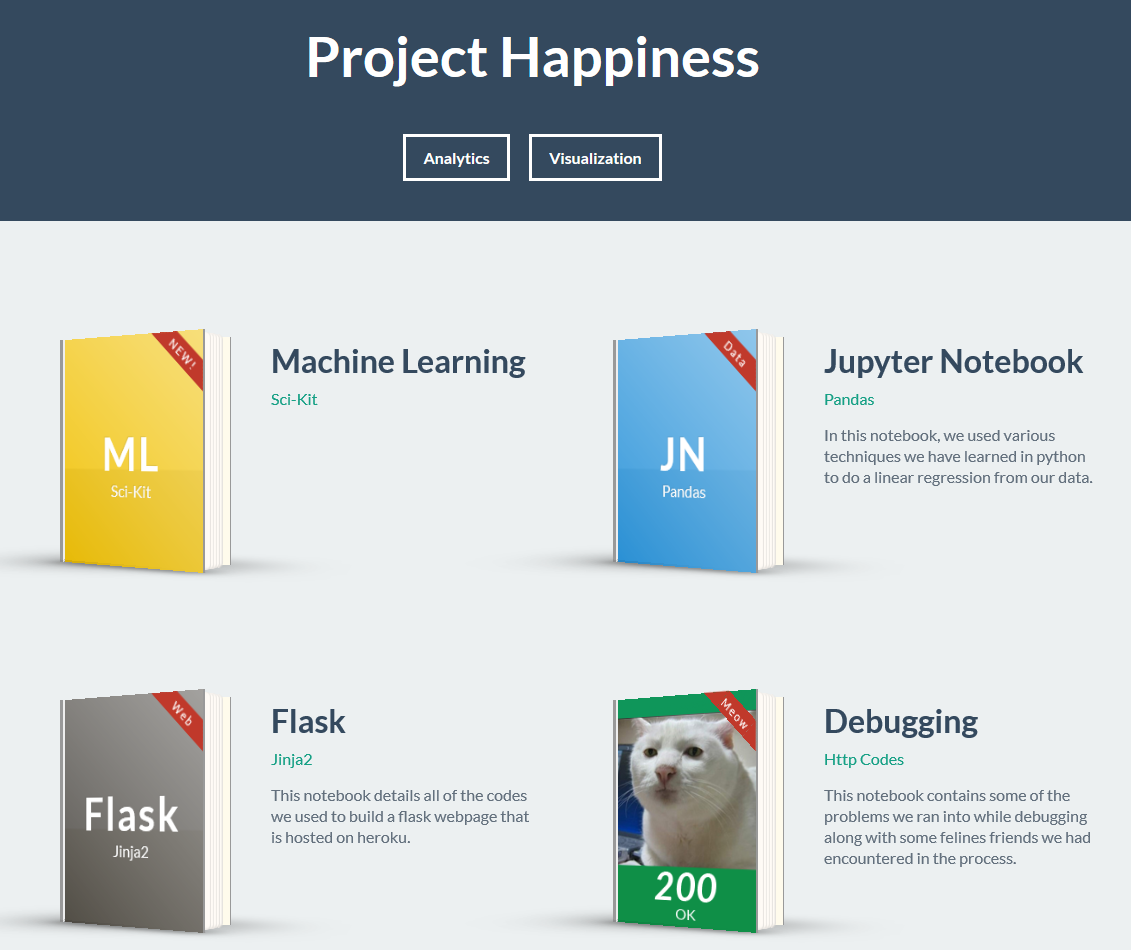 Project Happiness
Analytics
Visualization
NEW!
ML
Sci-Kit
Machine Learning
Sci-Kit
Data
JN
Pandas
Jupyter Notebook
Pandas
In this notebook, we used various
techniques we have learned in python
to do a linear regression from our data.
Web
Flask
Jinja2
Flask
Jinja2
This notebook details all of the codes
we used to build a flask webpage that
is hosted on heroku.
Meow
200
OK
Debugging
Http Codes
This notebook contains some of the
problems we ran into while debugging
along with some felines friends we had
encountered in the process.